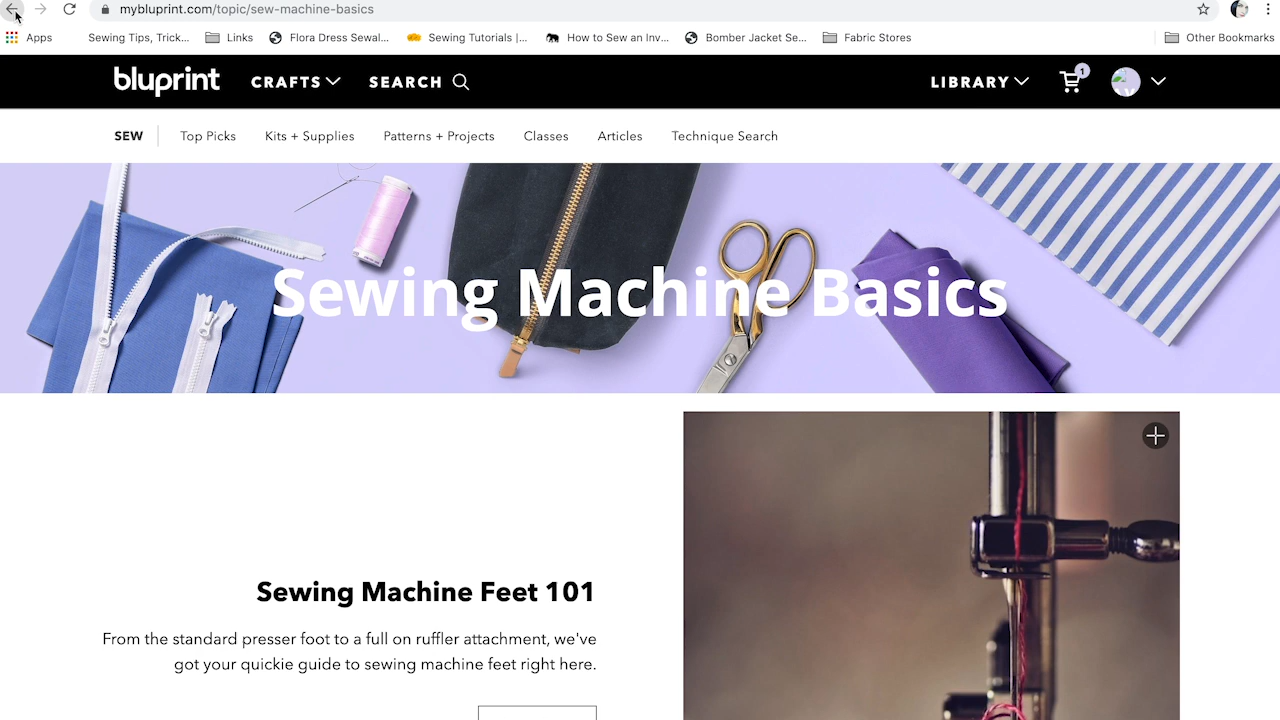 mybluprint.com/topic/sew-machine-basics
Apps Sewing Tips, Trick... Links Flora Dress Sewal... Sewing Tutorials |... How to Sew an Inv... Bomber Jacket Se... Fabric Stores Other Bookmarks
bluprint CRAFTS SEARCH LIBRARY 1
SEW Top Picks Kits + Supplies Patterns + Projects Classes Articles Technique Search
Sewing Machine Basics
Sewing Machine Feet 101
From the standard presser foot to a full on ruffler attachment, we've
got your quickie guide to sewing machine feet right here.